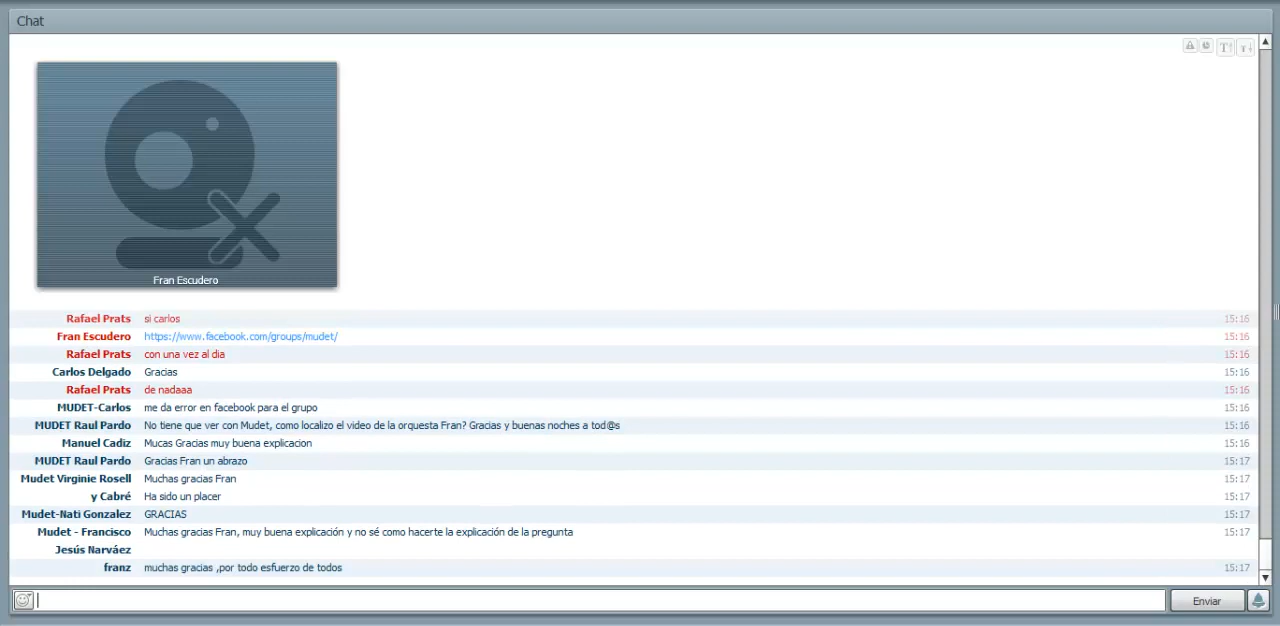 Chat
Fran Escudero
Rafael Prats si carlos 15:16
Fran Escudero https://www.facebook.com/groups/mudet/ 15:16
Rafael Prats con una vez al dia 15:16
Carlos Delgado Gracias 15:16
Rafael Prats de nadaaa 15:16
MUDET-Carlos me da error en facebook para el grupo 15:16
MUDET Raul Pardo No tiene que ver con Mudet, como localizo el video de la orquesta Fran? Gracias y buenas noches a tod@s 15:16
Manuel Cadiz Mucas Gracias muy buena explicacion 15:16
MUDET Raul Pardo Gracias Fran un abrazo 15:17
Mudet Virginie Rosell Muchas gracias Fran 15:17
y Cabré Ha sido un placer 15:17
Mudet-Nati Gonzalez GRACIAS 15:17
Mudet - Francisco Muchas gracias Fran, muy buena explicación y no sé como hacerte la explicación de la pregunta 15:17
Jesús Narváez
franz muchas gracias ,por todo esfuerzo de todos 15:17
Enviar